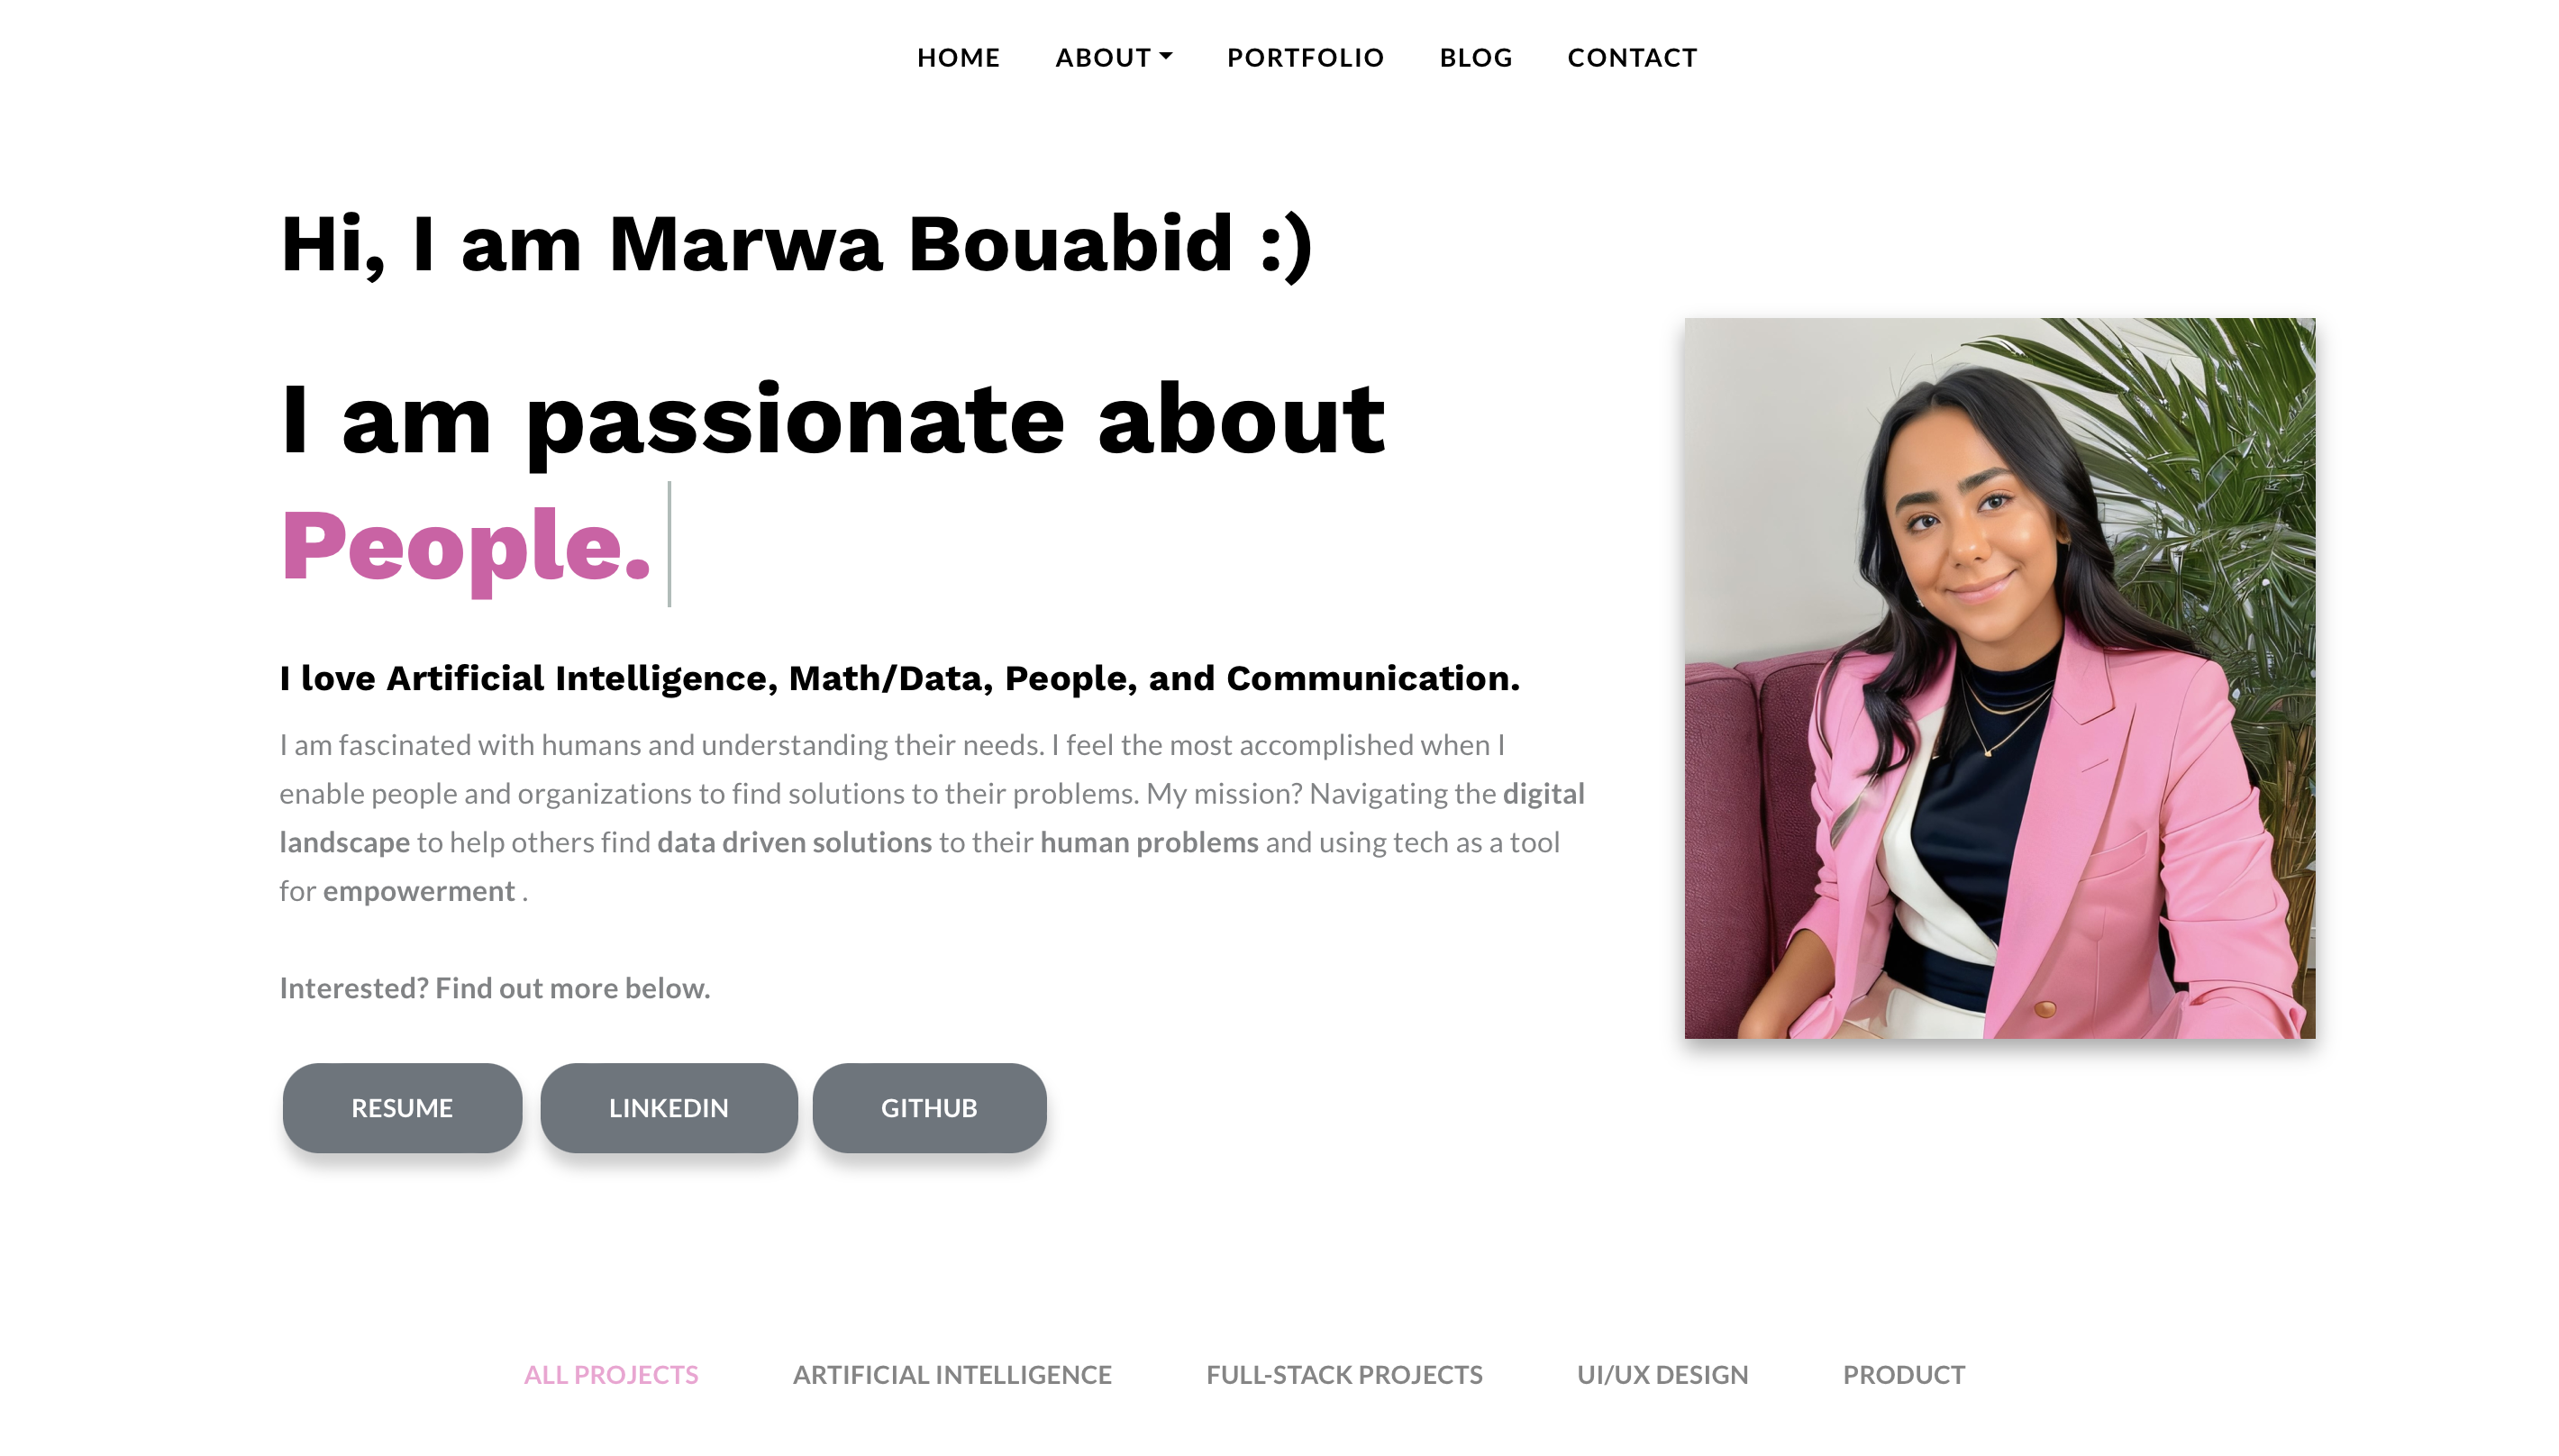 HOME ABOUT PORTFOLIO BLOG CONTACT
Hi, I am Marwa Bouabid :)
I am passionate about
People.
I love Artificial Intelligence, Math/Data, People, and Communication.
I am fascinated with humans and understanding their needs. I feel the most accomplished when I
enable people and organizations to find solutions to their problems. My mission? Navigating the digital
landscape to help others find data driven solutions to their human problems and using tech as a tool
for empowerment .
Interested? Find out more below.
RESUME LINKEDIN GITHUB
ALL PROJECTS ARTIFICIAL INTELLIGENCE FULL-STACK PROJECTS UI/UX DESIGN PRODUCT